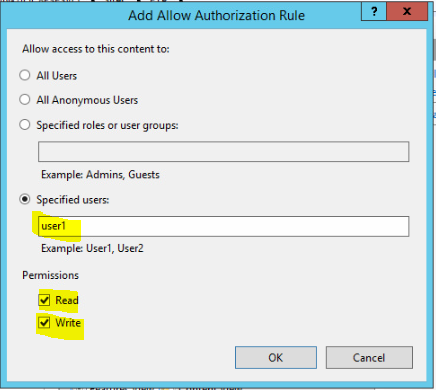 Add Allow Authorization Rule
?
x
Allow access to this content to:
All Users
All Anonymous Users
Specified roles or user groups:
Example: Admins, Guests
Specified users:
user1
Example: User1, User2
Permissions
Read
Write
OK
Cancel